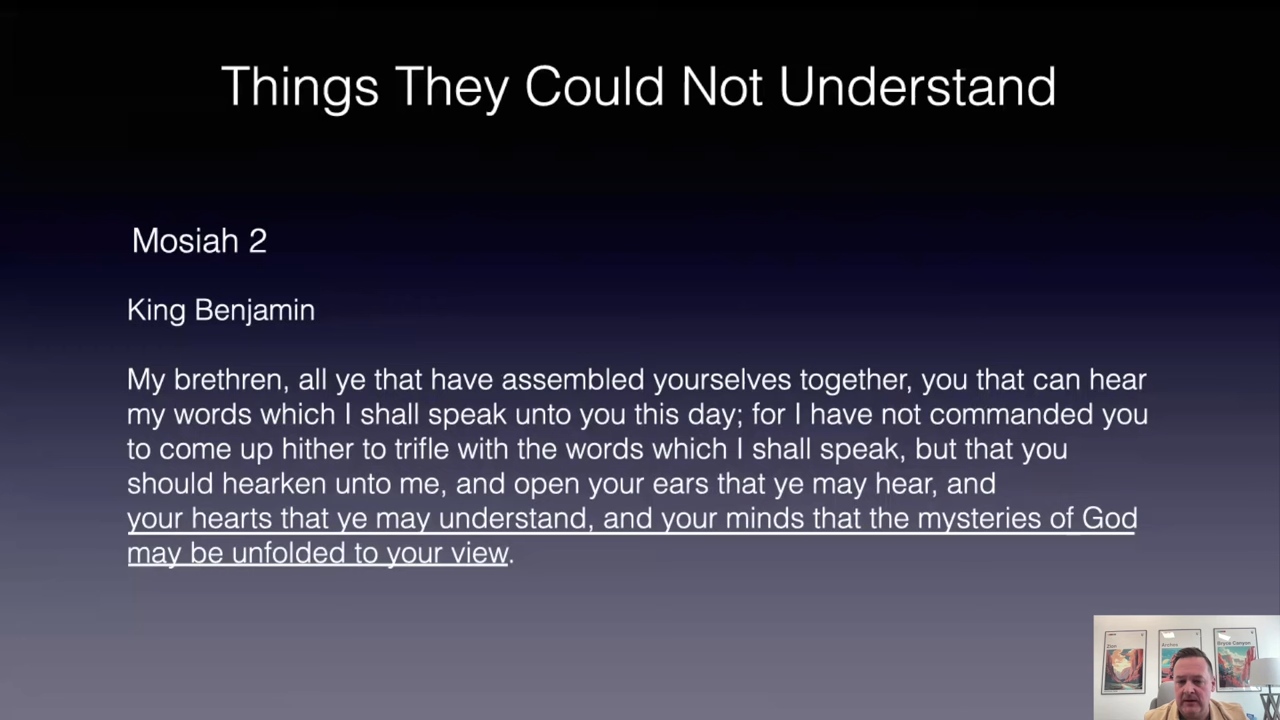 Things They Could Not Understand
Mosiah 2
King Benjamin
My brethren, all ye that have assembled yourselves together, you that can hear
my words which I shall speak unto you this day; for I have not commanded you
to come up hither to trifle with the words which I shall speak, but that you
should hearken unto me, and open your ears that ye may hear, and
your hearts that ye may understand, and your minds that the mysteries of God
may be unfolded to your view.
Zion
Arches
Bryce Canyon